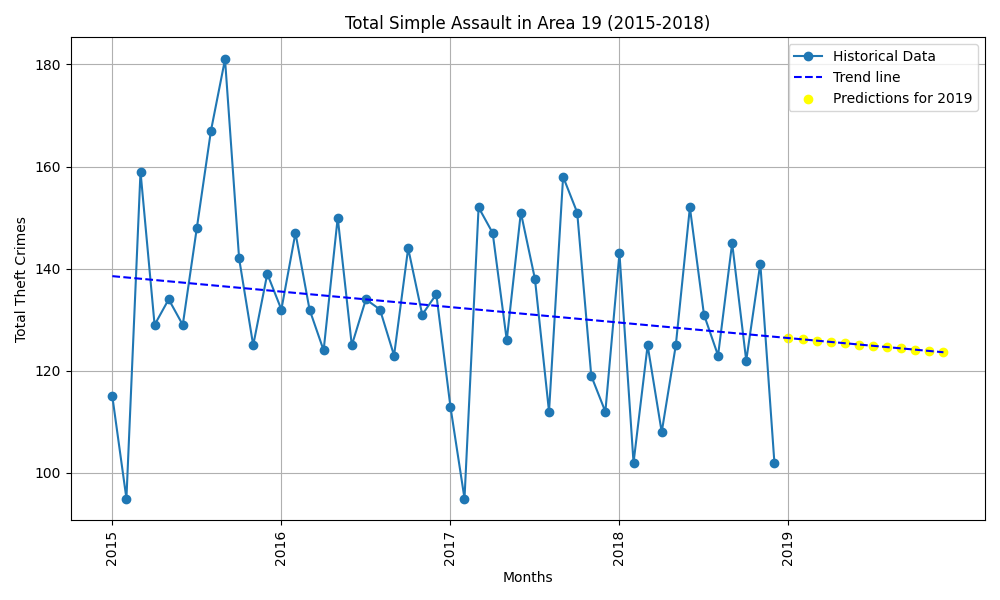 Total Simple Assault in Area 19 (2015-2018)
Historical Data
Trend line
Predictions for 2019
Total Theft Crimes
180
160
140
120
100
2015
2016
2017
2018
2019
Months